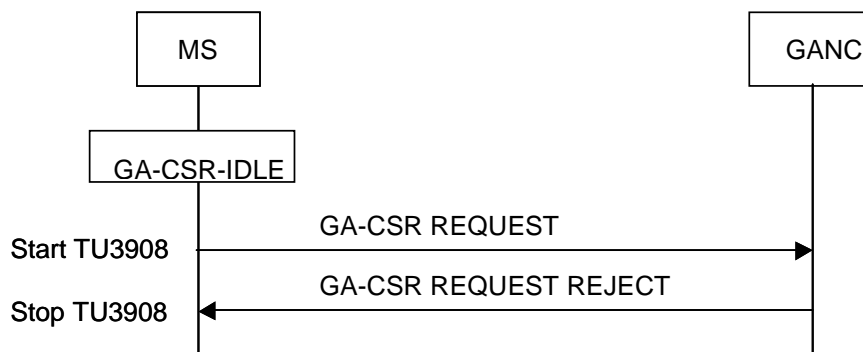 MS
GANC
GA-CSR-IDLE
GA-CSR REQUEST
Start TU3908
GA-CSR REQUEST REJECT
Stop TU3908